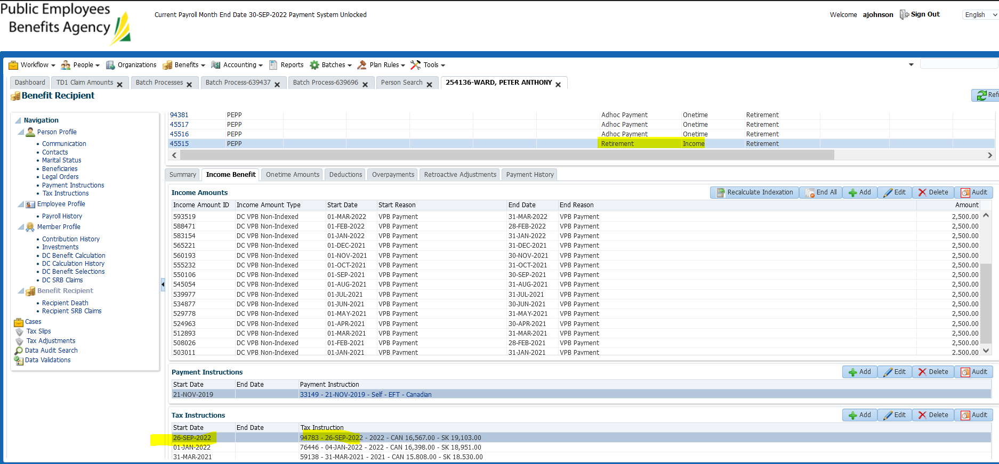 Public Employees
Benefits Agency
Current Payroll Month End Date 30-SEP-2022 Payment System Unlocked
Welcome ajohnson Sign Out English
Workflow People Organizations Benefits Accounting Reports Batches Plan Rules Tools
Dashboard TD1 Claim Amounts Batch Processes Batch Process-639437 Batch Process-639696 Person Search 254136-WARD, PETER ANTHONY
Benefit Recipient
Refr
Navigation
Person Profile
Communication
Contacts
Marital Status
Beneficiaries
Legal Orders
Payment Instructions
Tax Instructions
Employee Profile
Payroll History
Member Profile
Contribution History
Investments
DC Benefit Calculation
DC Calculation History
DC Benefit Selections
DC SRB Claims
Benefit Recipient
Recipient Death
Recipient SRB Claims
Cases
Tax Slips
Tax Adjustments
Data Audit Search
Data Validations
94381 PEPP Adhoc Payment Onetime Retirement
45517 PEPP Adhoc Payment Onetime Retirement
45516 PEPP Adhoc Payment Onetime Retirement
45515 PEPP Retirement Income Retirement
Summary Income Benefit Onetime Amounts Deductions Overpayments Retroactive Adjustments Payment History
Income Amounts Recalculate Indexation End All Add Edit Delete Audit
Income Amount ID Income Amount Type Start Date Start Reason End Date End Reason Amount
593519 DC VPB Non-Indexed 01-MAR-2022 VPB Payment 31-MAR-2022 VPB Payment 2,500.00
588471 DC VPB Non-Indexed 01-FEB-2022 VPB Payment 28-FEB-2022 VPB Payment 2,500.00
583154 DC VPB Non-Indexed 01-JAN-2022 VPB Payment 31-JAN-2022 VPB Payment 2,500.00
565221 DC VPB Non-Indexed 01-DEC-2021 VPB Payment 31-DEC-2021 VPB Payment 2,500.00
560193 DC VPB Non-Indexed 01-NOV-2021 VPB Payment 30-NOV-2021 VPB Payment 2,500.00
555232 DC VPB Non-Indexed 01-OCT-2021 VPB Payment 31-OCT-2021 VPB Payment 2,500.00
550106 DC VPB Non-Indexed 01-SEP-2021 VPB Payment 30-SEP-2021 VPB Payment 2,500.00
545054 DC VPB Non-Indexed 01-AUG-2021 VPB Payment 31-AUG-2021 VPB Payment 2,500.00
539977 DC VPB Non-Indexed 01-JUL-2021 VPB Payment 31-JUL-2021 VPB Payment 2,500.00
534877 DC VPB Non-Indexed 01-JUN-2021 VPB Payment 30-JUN-2021 VPB Payment 2,500.00
529778 DC VPB Non-Indexed 01-MAY-2021 VPB Payment 31-MAY-2021 VPB Payment 2,500.00
524963 DC VPB Non-Indexed 01-APR-2021 VPB Payment 30-APR-2021 VPB Payment 2,500.00
512893 DC VPB Non-Indexed 01-MAR-2021 VPB Payment 31-MAR-2021 VPB Payment 2,500.00
508026 DC VPB Non-Indexed 01-FEB-2021 VPB Payment 28-FEB-2021 VPB Payment 2,500.00
503011 DC VPB Non-Indexed 01-JAN-2021 VPB Payment 31-JAN-2021 VPB Payment 2,500.00
Payment Instructions Add Edit Delete Audit
Start Date End Date Payment Instruction
21-NOV-2019 33149 - 21-NOV-2019 - Self - EFT - Canadian
Tax Instructions Add Edit Delete Audit
Start Date End Date Tax Instruction
26-SEP-2022 94783 - 26-SEP-2022 - 2022 - CAN 16,567.00 - SK 19,103.00
01-JAN-2022 76446 - 04-JAN-2022 - 2022 - CAN 16,398.00 - SK 18,951.00
31-MAR-2021 59138 - 31-MAR-2021 - 2021 - CAN 15,808.00 - SK 18,530.00